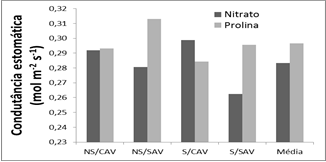 Condutância estomática
(mol m-2 s-1)
0,32
0,31
0,30
0,29
0,28
0,27
0,26
0,25
0,24
0,23
Nitrato
Prolina
NS/CAV NS/SAV S/CAV S/SAV Média